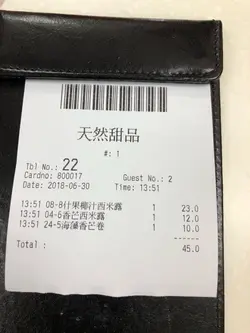 天然甜品
#: 1
Tbl No.: 22
Cardno: 800017 Guest No.: 2
Date: 2018-06-30 Time: 13:51
13:51 08-8什果椰汁西米露 1 23.0
13:51 04-6香芒西米露 1 12.0
13:51 24-5海藻香芒卷 1 10.0
Total : 45.0